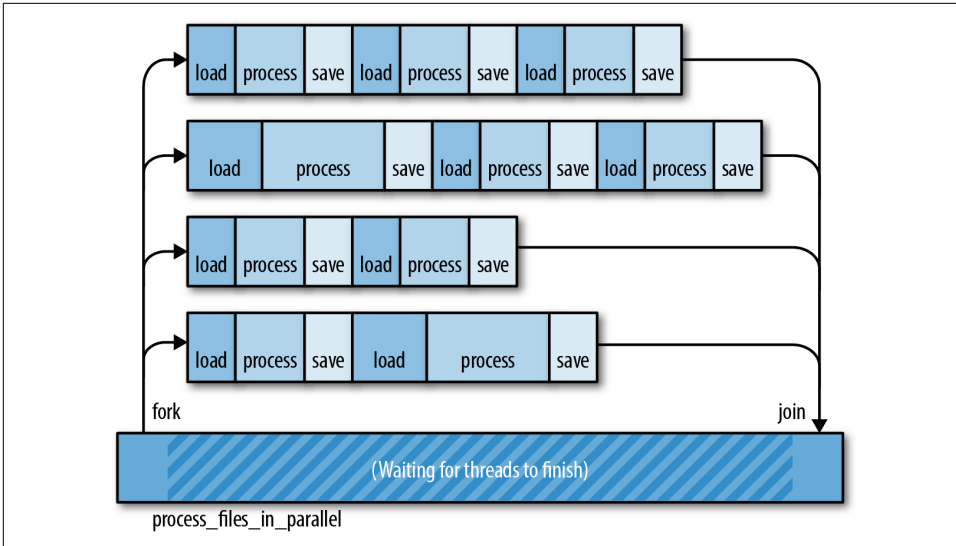 load process save load process save load process save
load process save load process save load process save
load process save load process save
load process save load process save
fork join
(Waiting for threads to finish)
process_files_in_parallel